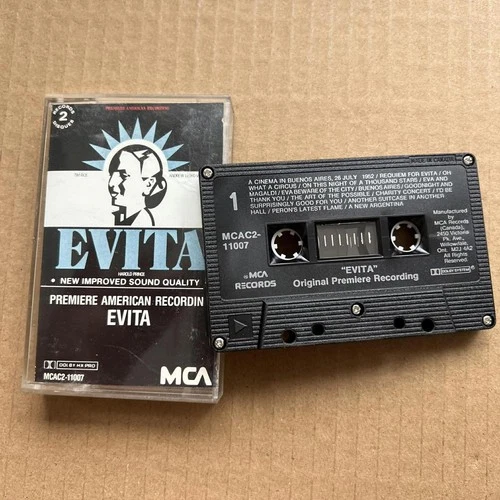 RECORDS
2
DISQUES
PREMIERE AMERICAN RECORDING
TIM RICE
EVITA
HAROLD PRINCE
• NEW IMPROVED SOUND QUALITY
PREMIERE AMERICAN RECORDIN
EVITA
DOLBY HX PRO
MCAC2-11007
MCA
MADE IN CANADA
1
A CINEMA IN BUENOS AIRES, 26 JULY 1952 / REQUIEM FOR EVITA / OH
WHAT A CIRCUS / ON THIS NIGHT OF A THOUSAND STARS / EVA AND
MAGALDI / EVA BEWARE OF THE CITY / BUENOS AIRES / GOODNIGHT AND
THANK YOU / THE ART OF THE POSSIBLE / CHARITY CONCERT / I'D BE
SURPRISINGLY GOOD FOR YOU / ANOTHER SUITCASE IN ANOTHER
HALL / PERON'S LATEST FLAME / A NEW ARGENTINA
MCAC2-
11007
MCA
RECORDS
Manufactured
by
MCA Records
(Canada),
2450 Victoria
Pk. Ave.,
Willowdale,
Ont. M2J 4A2
All Rights
Reserved.
DOLBY SYSTEM
"EVITA"
Original Premiere Recording